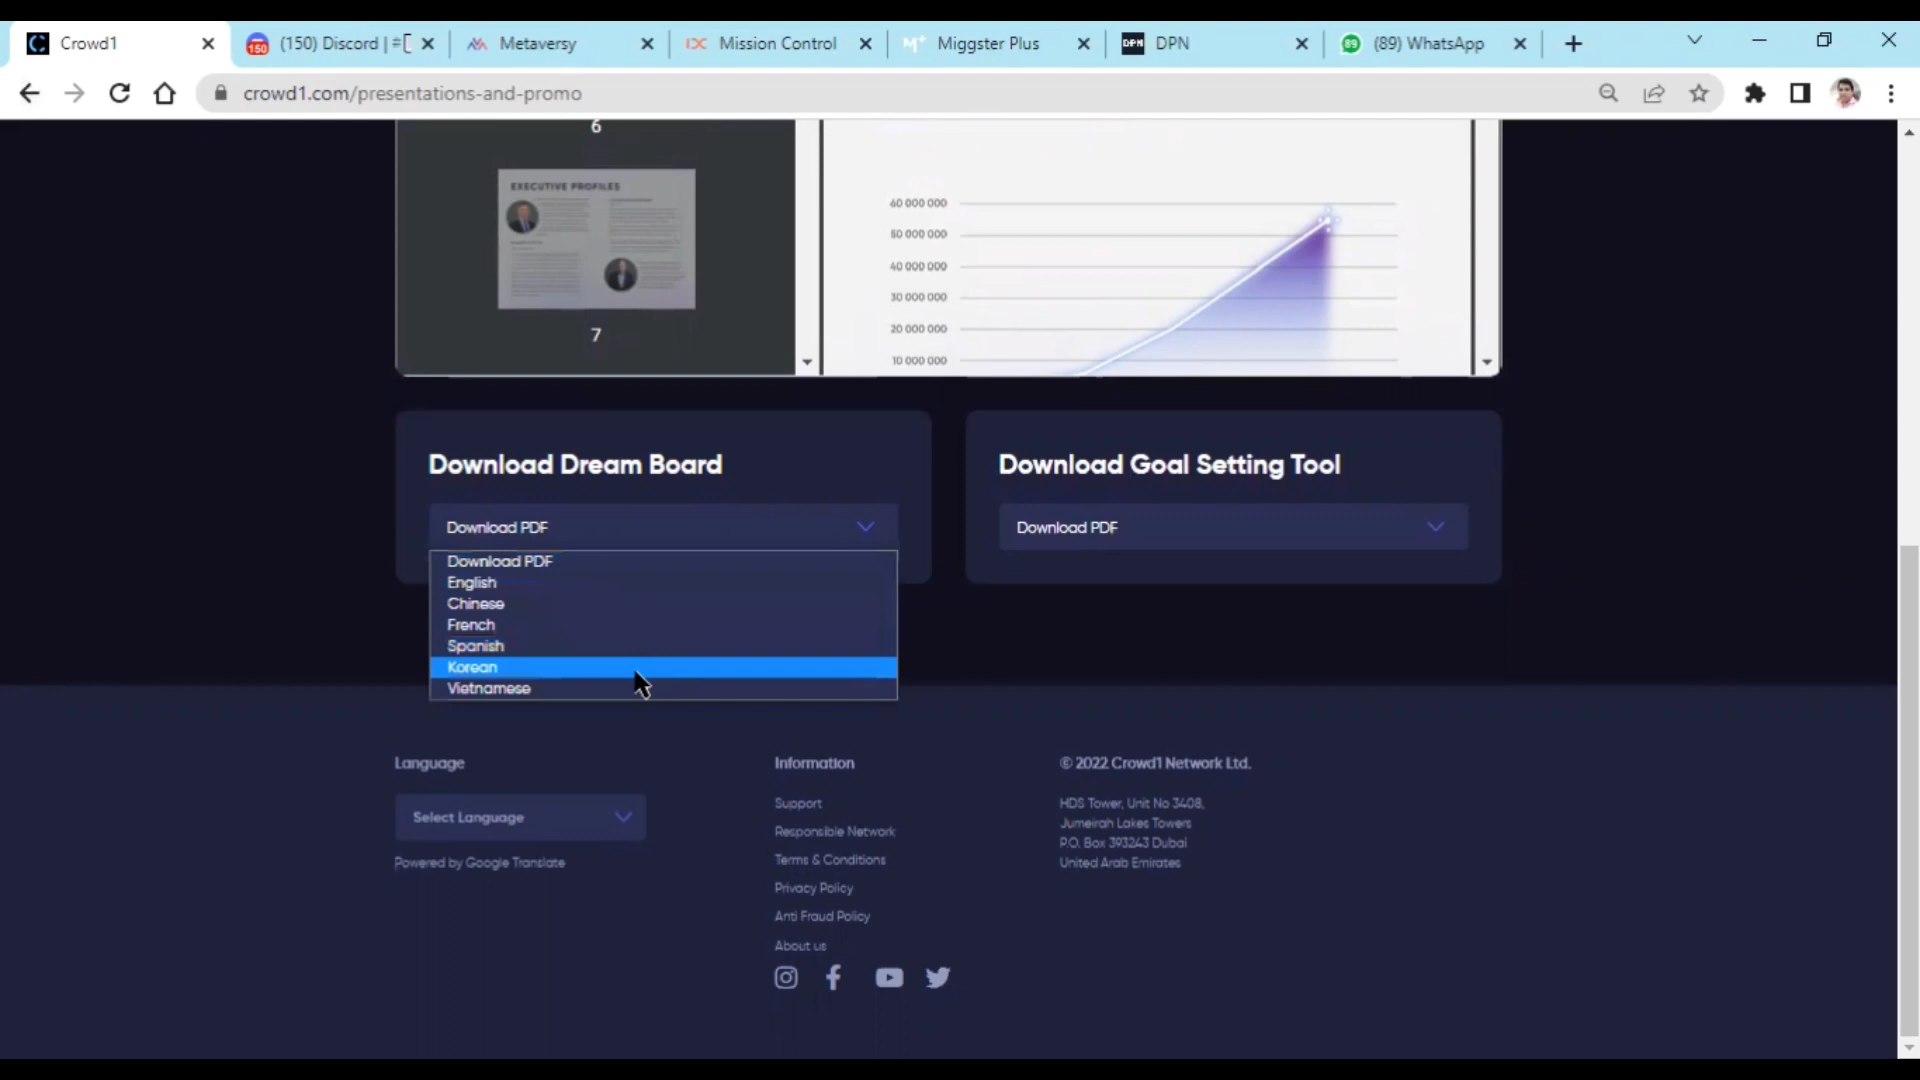 Crowd1
(150) Discord | #
Metaversy
Mission Control
Miggster Plus
DPN
DPN
89
(89) WhatsApp
150
crowd1.com/presentations-and-promo
6
EXECUTIVE PROFILES
7
60 000 000
50 000 000
40 000 000
30 000 000
20 000 000
10 000 000
Download Dream Board
Download PDF
Download PDF
English
Chinese
French
Spanish
Korean
Vietnamese
Download Goal Setting Tool
Download PDF
Language
Select Language
Powered by Google Translate
Information
Support
Responsible Network
Terms & Conditions
Privacy Policy
Anti Fraud Policy
About us
© 2022 Crowd1 Network Ltd.
HDS Tower, Unit No 3408,
Jumeirah Lakes Towers
P.O. Box 393243 Dubai
United Arab Emirates